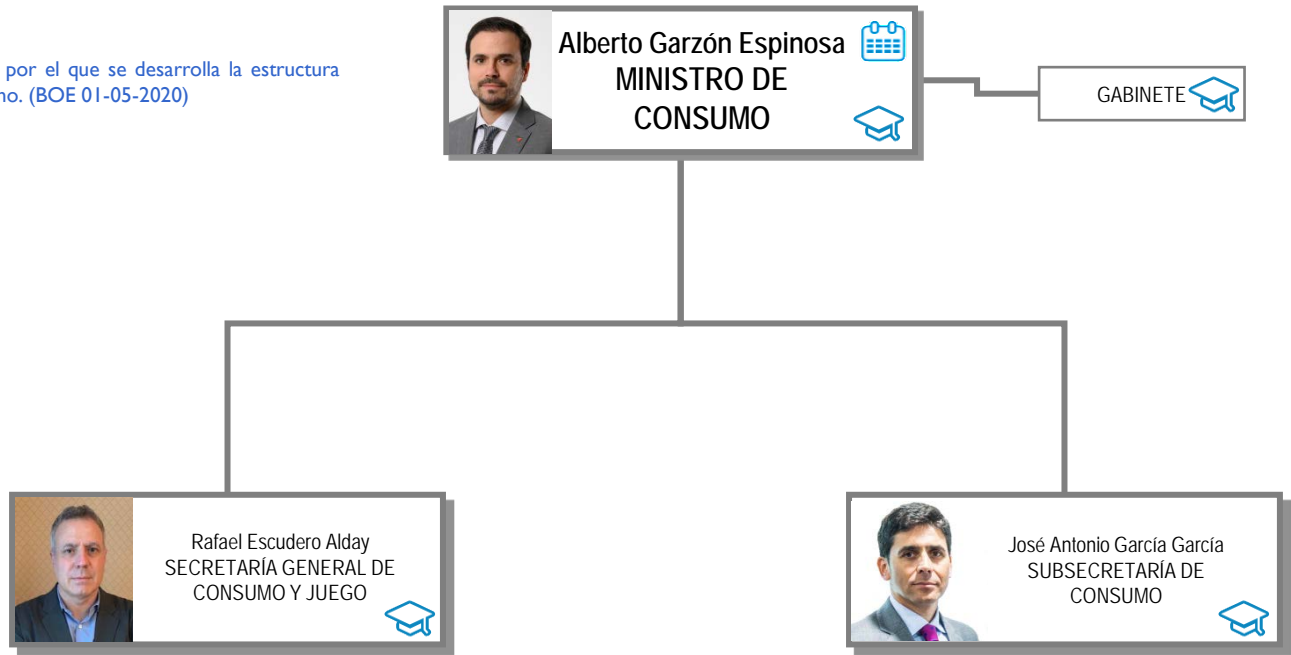 por el que se desarrolla la estructura
no. (BOE 01-05-2020)
Alberto Garzón Espinosa
MINISTRO DE
CONSUMO
GABINETE
Rafael Escudero Alday
SECRETARÍA GENERAL DE
CONSUMO Y JUEGO
José Antonio García García
SUBSECRETARÍA DE
CONSUMO